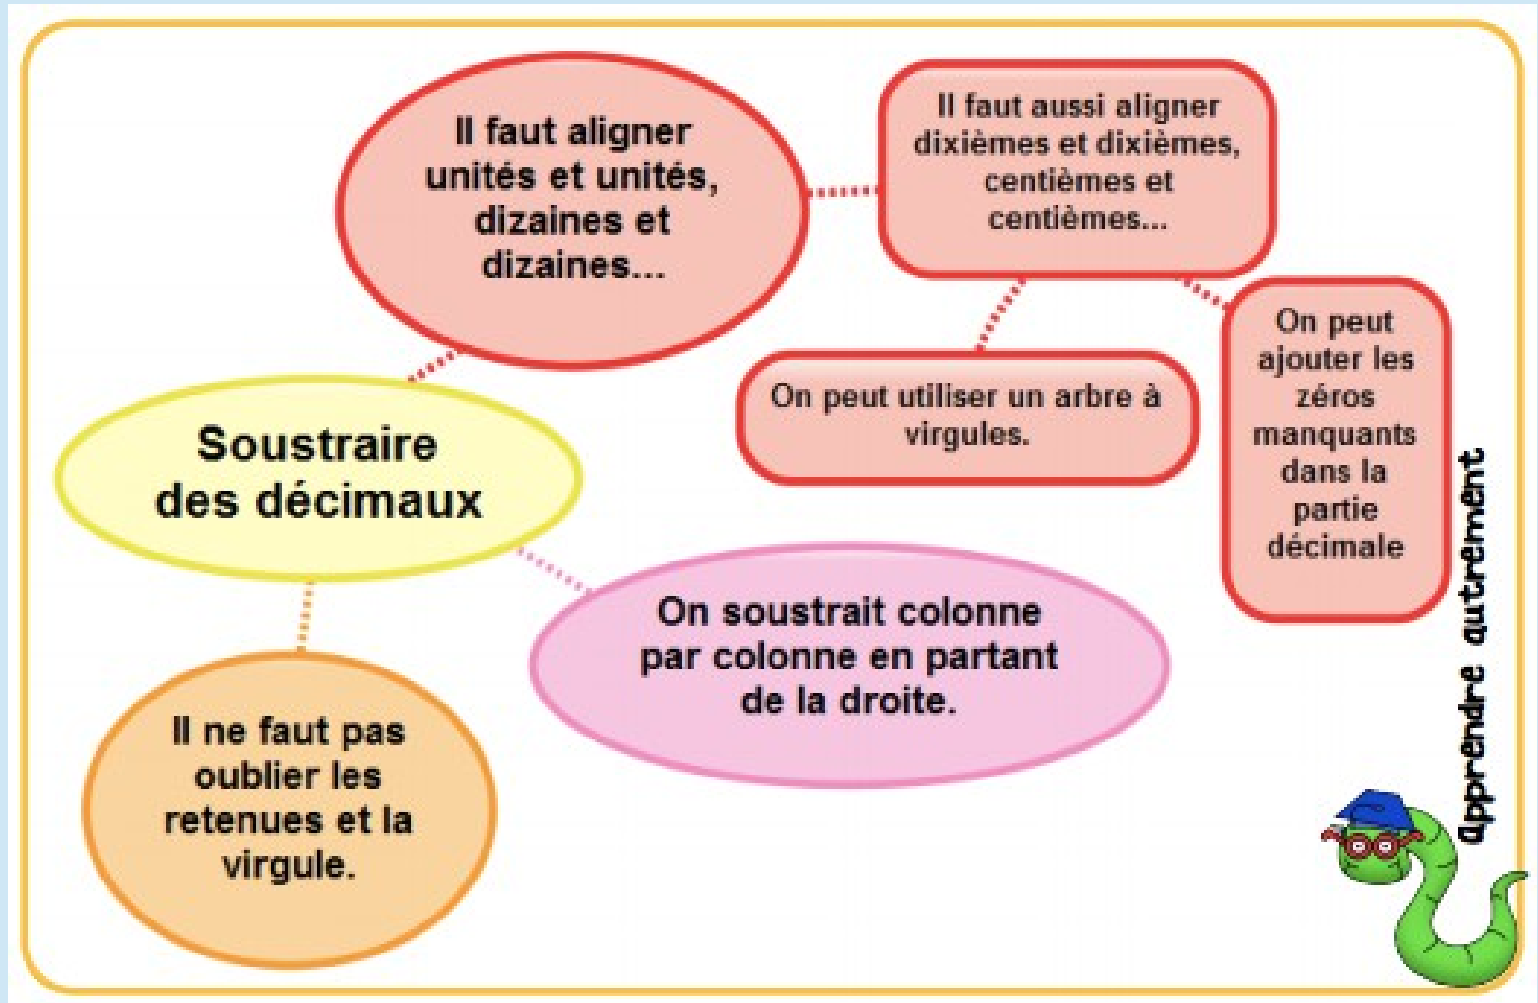 Il faut aligner
unités et unités,
dizaines et
dizaines...
Il faut aussi aligner
dixièmes et dixièmes,
centièmes et
centièmes...
On peut
ajouter les
zéros
manquants
dans la
partie
décimale
On peut utiliser un arbre à
virgules.
Soustraire
des décimaux
On soustrait colonne
par colonne en partant
de la droite.
Il ne faut pas
oublier les
retenues et la
virgule.
apprendre autrement